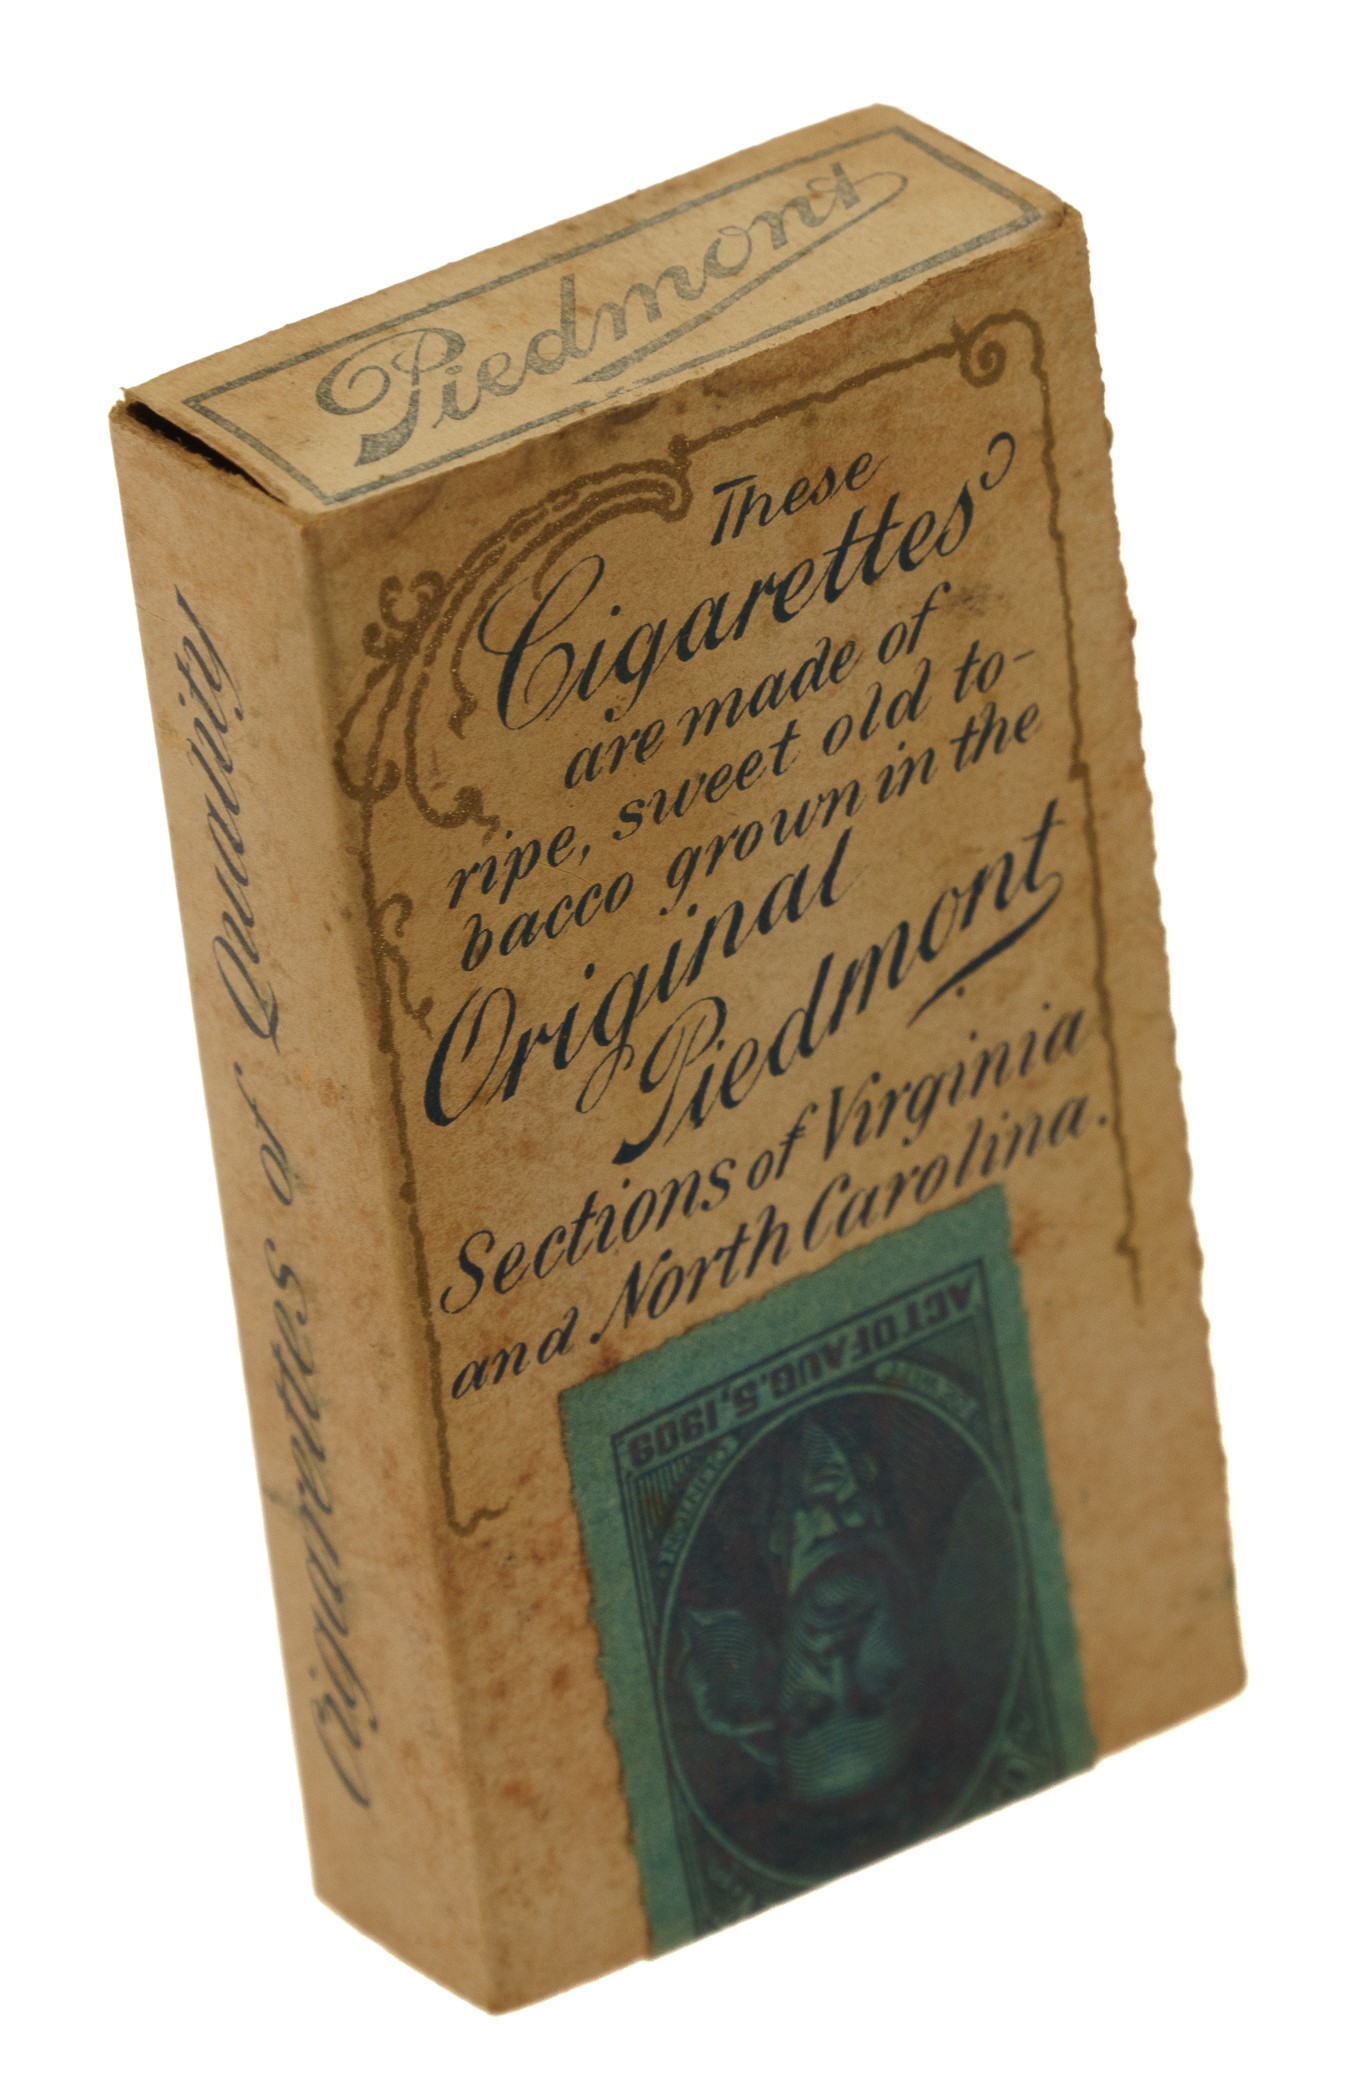 Piedmont
These
Cigarettes
are made of
ripe, sweet old to-
bacco grown in the
Original
Piedmont
Sections of Virginia
and North Carolina.
Cigarettes of Quality
ACT OF AUG. 5, 1909